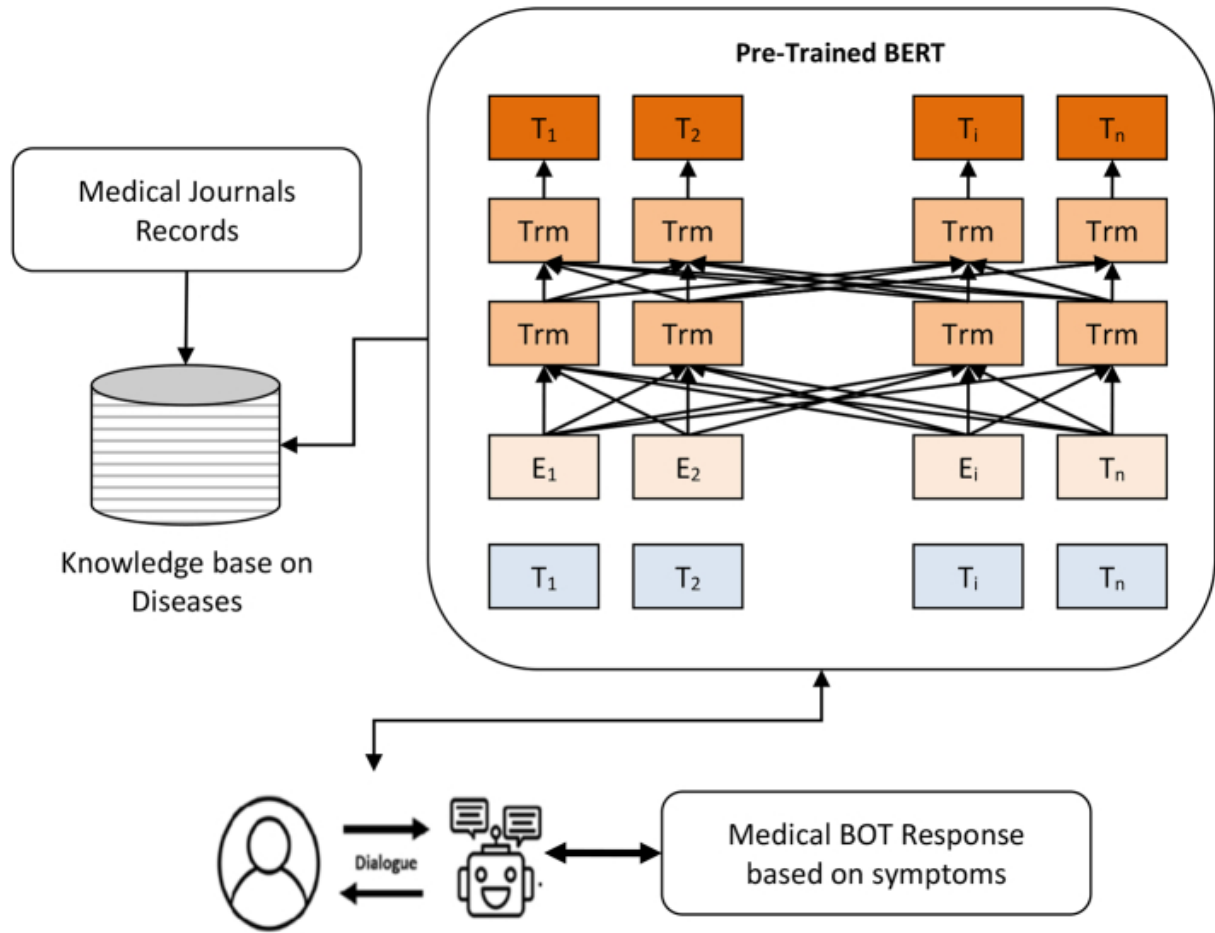 Pre-Trained BERT
T1 T2 Ti Tn
Medical Journals
Records
Trm Trm Trm Trm
Trm Trm Trm Trm
E1 E2 Ei Tn
Knowledge base on
Diseases
T1 T2 Ti Tn
Dialogue
Medical BOT Response
based on symptoms